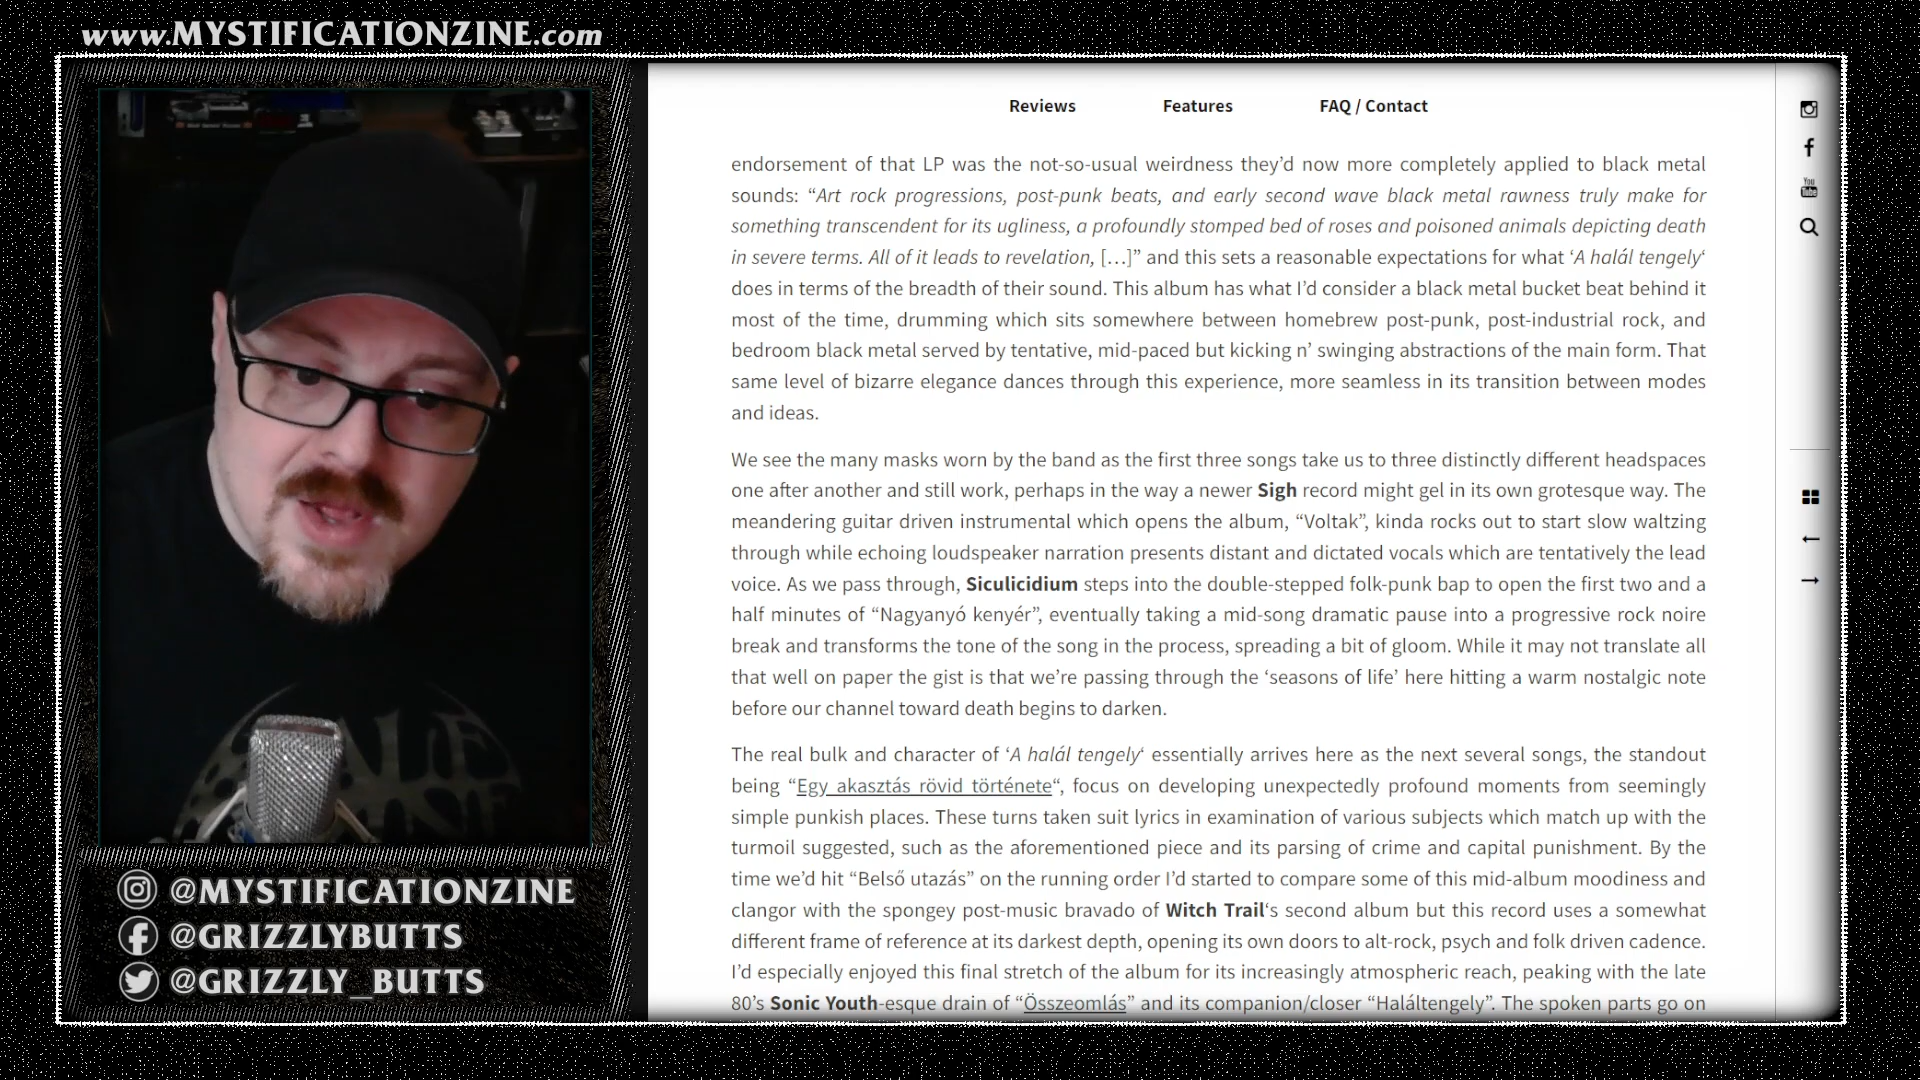 www.MYSTIFICATIONZINE.com
Reviews
Features
FAQ / Contact
endorsement of that LP was the not-so-usual weirdness they’d now more completely applied to black metal
sounds: “Art rock progressions, post-punk beats, and early second wave black metal rawness truly make for
something transcendent for its ugliness, a profoundly stomped bed of roses and poisoned animals depicting death
in severe terms. All of it leads to revelation, […]” and this sets a reasonable expectations for what ‘A halál tengely‘
does in terms of the breadth of their sound. This album has what I’d consider a black metal bucket beat behind it
most of the time, drumming which sits somewhere between homebrew post-punk, post-industrial rock, and
bedroom black metal served by tentative, mid-paced but kicking n’ swinging abstractions of the main form. That
same level of bizarre elegance dances through this experience, more seamless in its transition between modes
and ideas.
We see the many masks worn by the band as the first three songs take us to three distinctly different headspaces
one after another and still work, perhaps in the way a newer Sigh record might gel in its own grotesque way. The
meandering guitar driven instrumental which opens the album, “Voltak”, kinda rocks out to start slow waltzing
through while echoing loudspeaker narration presents distant and dictated vocals which are tentatively the lead
voice. As we pass through, Siculicidium steps into the double-stepped folk-punk bap to open the first two and a
half minutes of “Nagyanyó kenyér”, eventually taking a mid-song dramatic pause into a progressive rock noire
break and transforms the tone of the song in the process, spreading a bit of gloom. While it may not translate all
that well on paper the gist is that we’re passing through the ‘seasons of life’ here hitting a warm nostalgic note
before our channel toward death begins to darken.
The real bulk and character of ‘A halál tengely‘ essentially arrives here as the next several songs, the standout
being “Egy akasztás rövid története“, focus on developing unexpectedly profound moments from seemingly
simple punkish places. These turns taken suit lyrics in examination of various subjects which match up with the
turmoil suggested, such as the aforementioned piece and its parsing of crime and capital punishment. By the
time we’d hit “Belső utazás” on the running order I’d started to compare some of this mid-album moodiness and
clangor with the spongey post-music bravado of Witch Trail‘s second album but this record uses a somewhat
different frame of reference at its darkest depth, opening its own doors to alt-rock, psych and folk driven cadence.
I’d especially enjoyed this final stretch of the album for its increasingly atmospheric reach, peaking with the late
80’s Sonic Youth-esque drain of “Összeomlás” and its companion/closer “Haláltengely”. The spoken parts go on
You
Tube
@MYSTIFICATIONZINE
@GRIZZLYBUTTS
@GRIZZLY_BUTTS